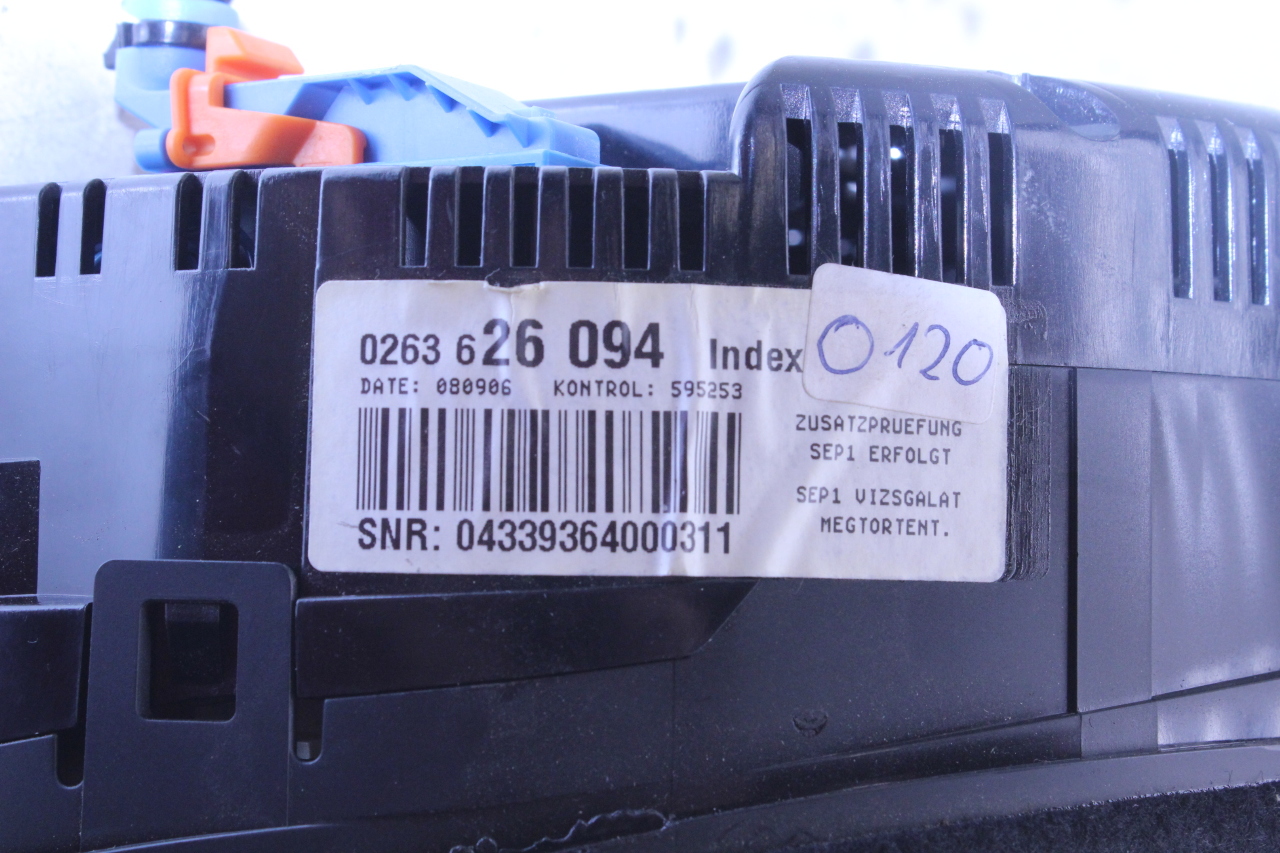 0263 626 094 Index
0120
DATE: 080906 KONTROL: 595253
ZUSATZPRUEFUNG
SEP1 ERFOLGT
SEP1 VIZSGALAT
MEGTORTENT.
SNR: 04339364000311